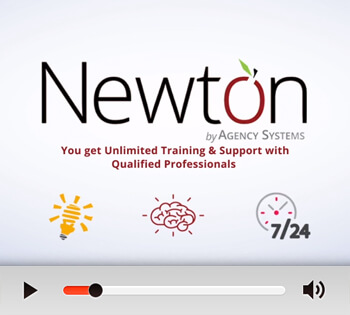 Newton
by AGENCY SYSTEMS
You get Unlimited Training & Support with
Qualified Professionals
7/24